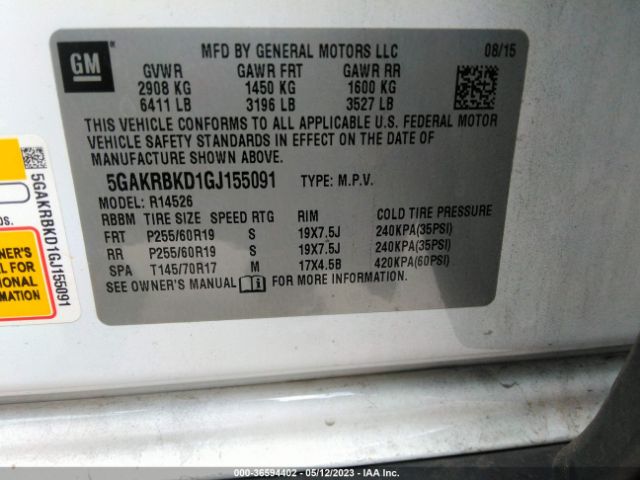 GM
MFD BY GENERAL MOTORS LLC 08/15
GVWR GAWR FRT GAWR RR
2908 KG 1450 KG 1600 KG
6411 LB 3196 LB 3527 LB
THIS VEHICLE CONFORMS TO ALL APPLICABLE U.S. FEDERAL MOTOR
VEHICLE SAFETY STANDARDS IN EFFECT ON THE DATE OF
MANUFACTURE SHOWN ABOVE.
5GAKRBKD1GJ155091 TYPE: M.P.V.
MODEL: R14526
RBBM TIRE SIZE SPEED RTG RIM COLD TIRE PRESSURE
FRT P255/60R19 S 19X7.5J 240KPA(35PSI)
RR P255/60R19 S 19X7.5J 240KPA(35PSI)
SPA T145/70R17 M 17X4.5B 420KPA(60PSI)
SEE OWNER'S MANUAL FOR MORE INFORMATION
5GAKRBKD1GJ155091
DS.
NER'S
L FOR
IONAL
MATION
000-36594402 - 05/12/2023 - IAA Inc.